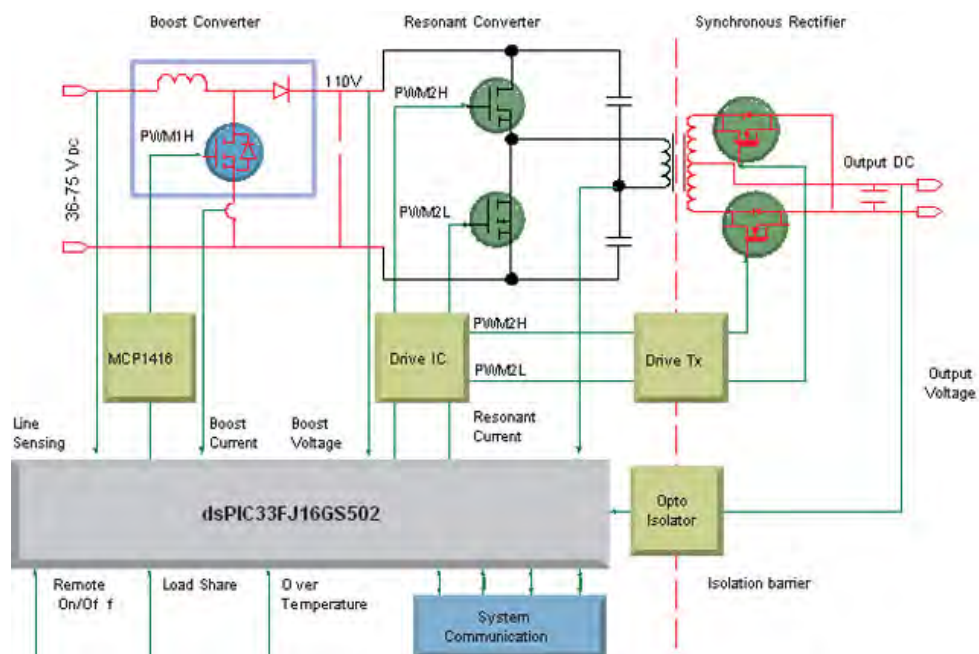 Boost Converter
Resonant Converter
Synchronous Rectifier
110V
PWM2H
PWM1H
36-75 V DC
Output DC
PWM2L
MCP1416
Drive IC
PWM2H
PWM2L
Drive Tx
Output
Voltage
Line
Sensing
Boost
Current
Boost
Voltage
Resonant
Current
dsPIC33FJ16GS502
Opto
Isolator
Remote
On/Of f
Load Share
O ver
Temperature
System
Communication
Isolation barrier